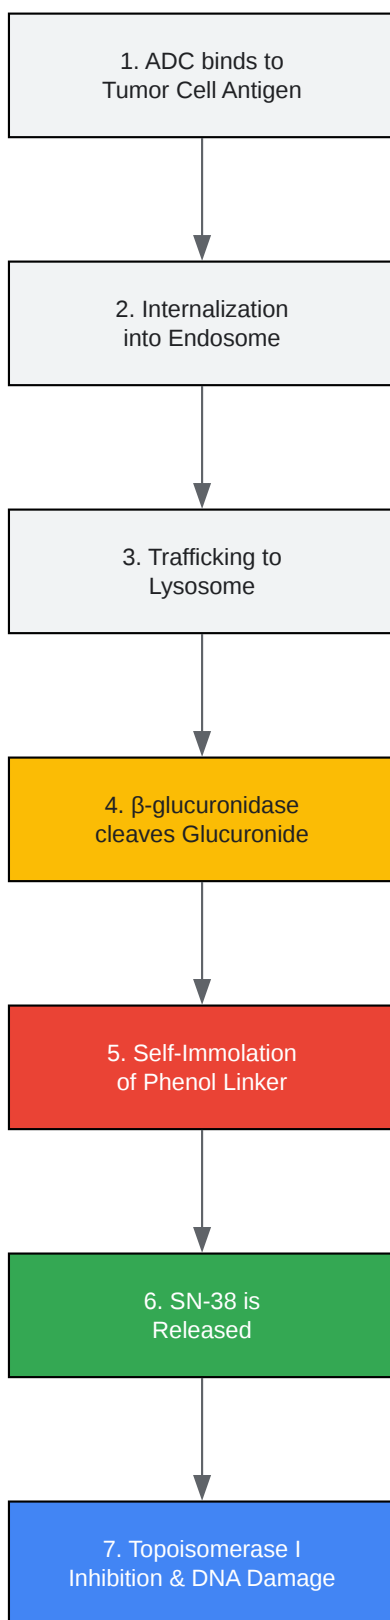 1. ADC binds to
Tumor Cell Antigen
2. Internalization
into Endosome
3. Trafficking to
Lysosome
4. β-glucuronidase
cleaves Glucuronide
5. Self-Immolation
of Phenol Linker
6. SN-38 is
Released
7. Topoisomerase I
Inhibition & DNA Damage